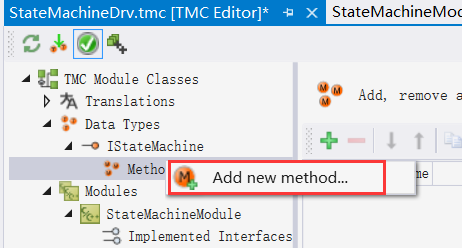 StateMachineDrv.tmc [TMC Editor]*
StateMachineMod
TMC Module Classes
Add, remove a
Translations
Data Types
IStateMachine
Metho
Add new method...
me
Modules
StateMachineModule
Implemented Interfaces